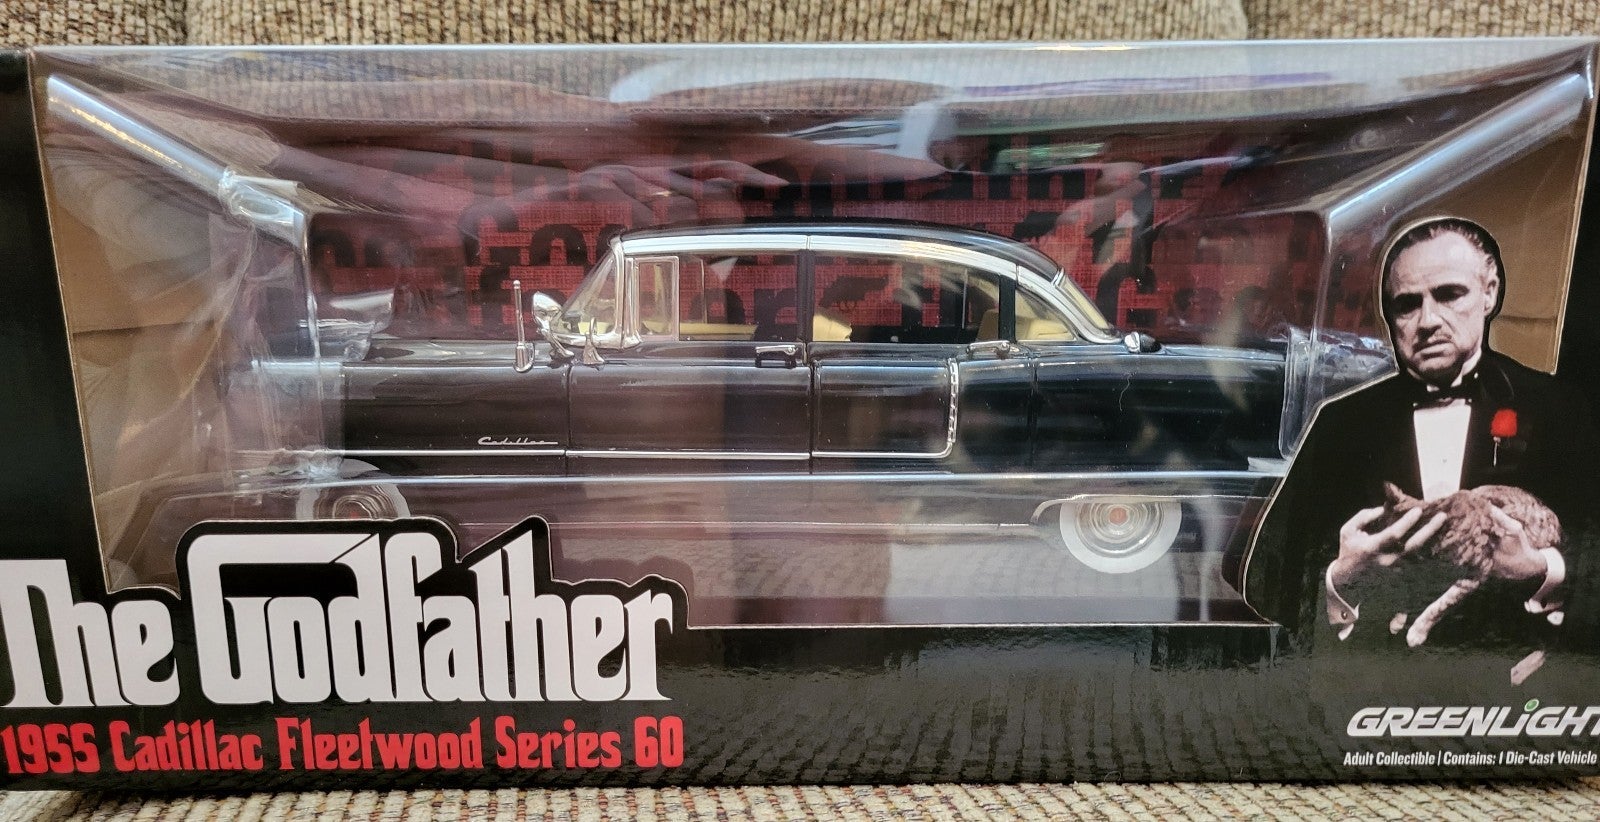 Cadillac
The Godfather
1955 Cadillac Fleetwood Series 60
GREENLiGHT
Adult Collectible | Contains: 1 Die-Cast Vehicle